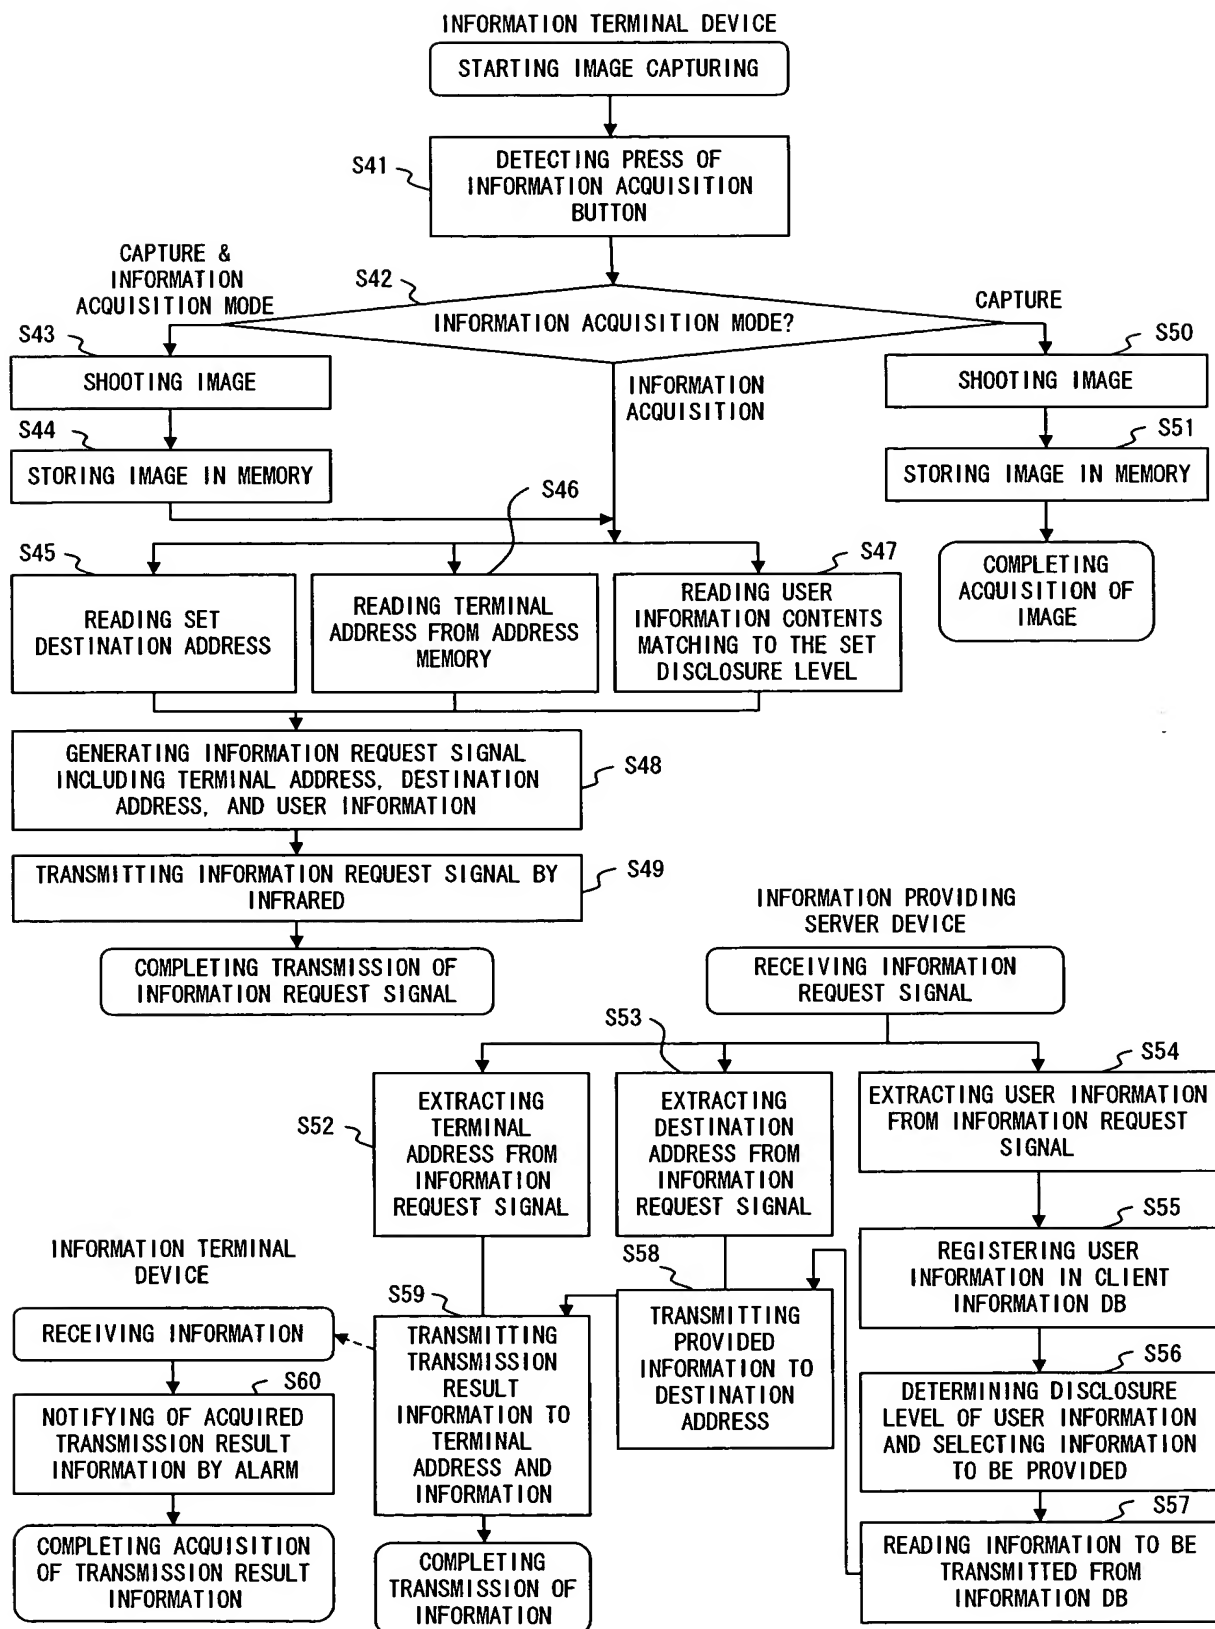 INFORMATION TERMINAL DEVICE
STARTING IMAGE CAPTURING
S41
DETECTING PRESS OF
INFORMATION ACQUISITION
BUTTON
CAPTURE &
INFORMATION
ACQUISITION MODE
S42
INFORMATION ACQUISITION MODE?
CAPTURE
S43
SHOOTING IMAGE
INFORMATION
ACQUISITION
S50
SHOOTING IMAGE
S44
STORING IMAGE IN MEMORY
S51
STORING IMAGE IN MEMORY
S46
S45
READING SET
DESTINATION ADDRESS
READING TERMINAL
ADDRESS FROM ADDRESS
MEMORY
S47
READING USER
INFORMATION CONTENTS
MATCHING TO THE SET
DISCLOSURE LEVEL
COMPLETING
ACQUISITION OF
IMAGE
GENERATING INFORMATION REQUEST SIGNAL
INCLUDING TERMINAL ADDRESS, DESTINATION
ADDRESS, AND USER INFORMATION
S48
TRANSMITTING INFORMATION REQUEST SIGNAL BY
INFRARED
S49
COMPLETING TRANSMISSION OF
INFORMATION REQUEST SIGNAL
INFORMATION PROVIDING
SERVER DEVICE
RECEIVING INFORMATION
REQUEST SIGNAL
S52
EXTRACTING
TERMINAL
ADDRESS FROM
INFORMATION
REQUEST SIGNAL
S53
EXTRACTING
DESTINATION
ADDRESS FROM
INFORMATION
REQUEST SIGNAL
S54
EXTRACTING USER INFORMATION
FROM INFORMATION REQUEST
SIGNAL
S55
REGISTERING USER
INFORMATION IN CLIENT
INFORMATION DB
S56
DETERMINING DISCLOSURE
LEVEL OF USER INFORMATION
AND SELECTING INFORMATION
TO BE PROVIDED
S57
READING INFORMATION TO BE
TRANSMITTED FROM
INFORMATION DB
S58
TRANSMITTING
PROVIDED
INFORMATION TO
DESTINATION
ADDRESS
S59
TRANSMITTING
TRANSMISSION
RESULT
INFORMATION TO
TERMINAL
ADDRESS AND
INFORMATION
COMPLETING
TRANSMISSION OF
INFORMATION
INFORMATION TERMINAL
DEVICE
RECEIVING INFORMATION
S60
NOTIFYING OF ACQUIRED
TRANSMISSION RESULT
INFORMATION BY ALARM
COMPLETING ACQUISITION
OF TRANSMISSION RESULT
INFORMATION